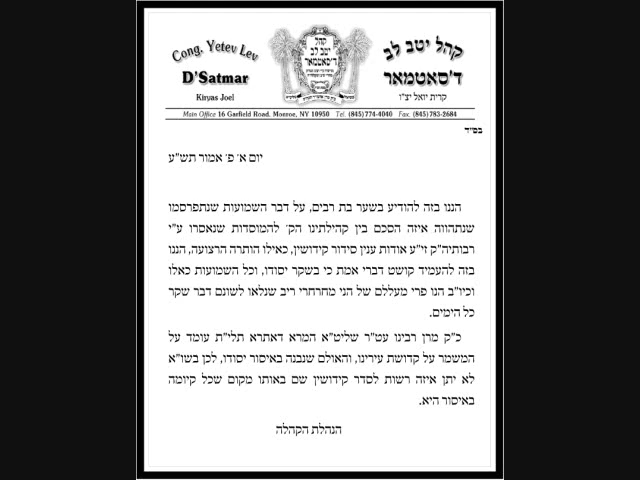 Cong. Yetev Lev
D'Satmar
Kiryas Joel
קהל
יטב לב
ד'סאטמאר
קהל יטב לב
ד'סאטמאר
קרית יואל יצ"ו
Main Office 16 Garfield Road. Monroe, NY 10950 Tel. (845)774-4040 Fax. (845)783-2684
בס"ד
יום א' פ' אמור תש"ע
הננו בזה להודיע בשער בת רבים, על דבר השמועות שנתפרסמו
שנתהווה איזה הסכם בין קהילתינו הק' להמוסדות שנאסרו ע"י
רבותיה"ק זי"ע אודות ענין סידור קידושין, כאילו הותרה הרצועה, הננו
בזה להעמיד קושט דברי אמת כי בשקר יסודו, וכל השמועות כאלו
וכיו"ב הנו פרי מעללם של הני מחרחרי ריב שנלאו לשונם דבר שקר
כל הימים.
כ"ק מרן רבינו עט"ר שליט"א המרא דאתרא תלי"ת עומד על
המשמר על קדושת עירינו, והאולם שנבנה באיסור יסודו, לכן בשו"א
לא יתן איזה רשות לסדר קידושין שם באותו מקום שכל קיומה
באיסור היא.
הנהלת הקהלה